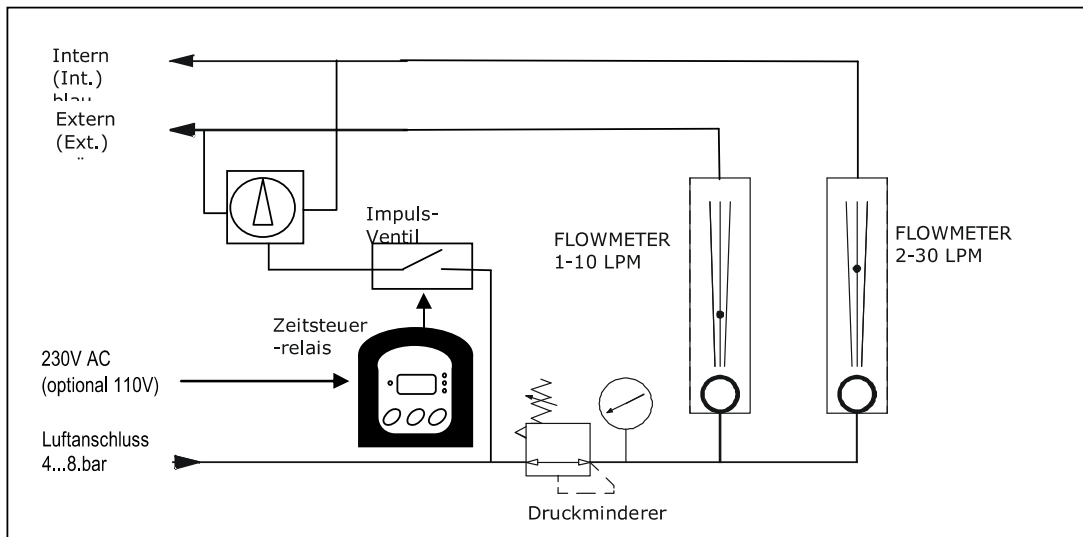 Intern
(Int.)
blau
Extern
(Ext.)
Impuls-
Ventil
FLOWMETER
1-10 LPM
FLOWMETER
2-30 LPM
Zeitsteuer
-relais
230V AC
(optional 110V)
Luftanschluss
4...8.bar
Druckminderer